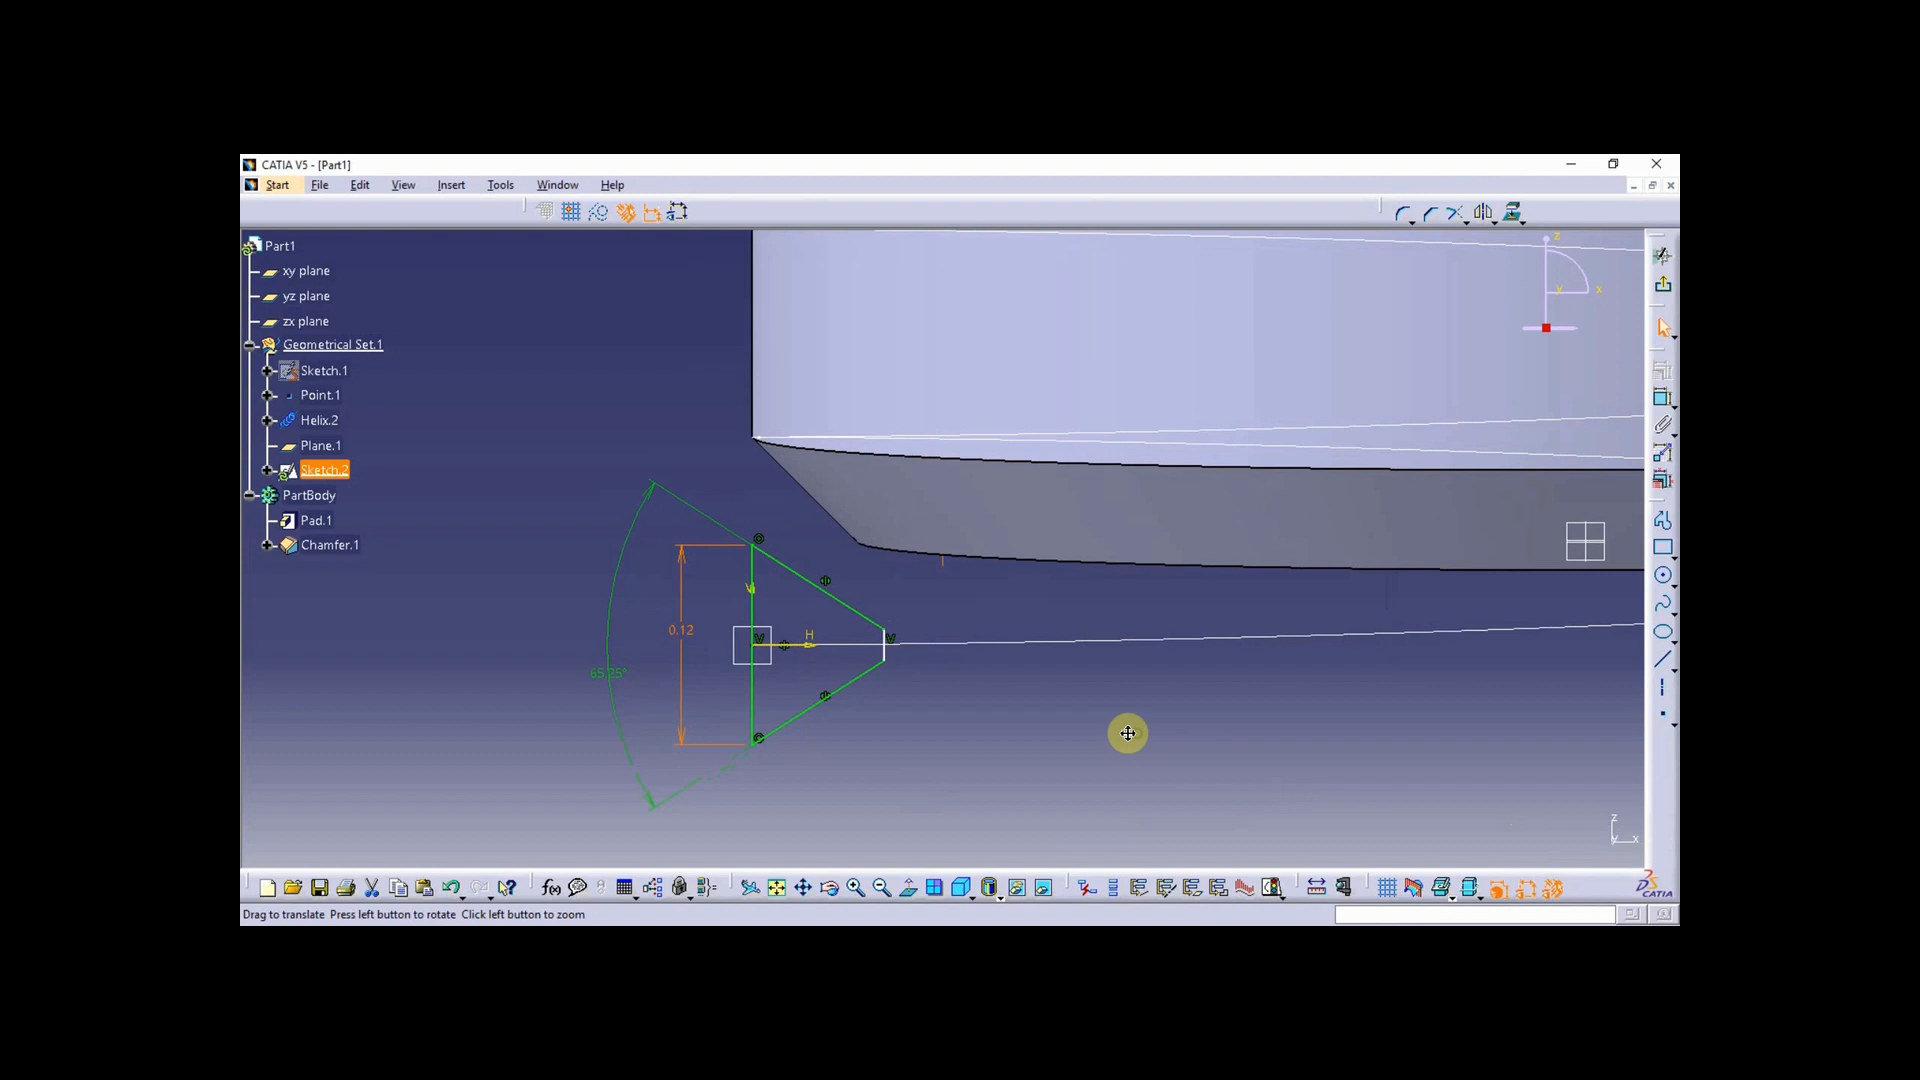 CATIA V5 - [Part1]
Start File Edit View Insert Tools Window Help
Part1
xy plane
yz plane
zx plane
Geometrical Set.1
Sketch.1
Point.1
Helix.2
Plane.1
Sketch.2
PartBody
Pad.1
Chamfer.1
z
y x
V
0.12
V H V
z
y x
f(x)
CATIA
Drag to translate Press left button to rotate Click left button to zoom